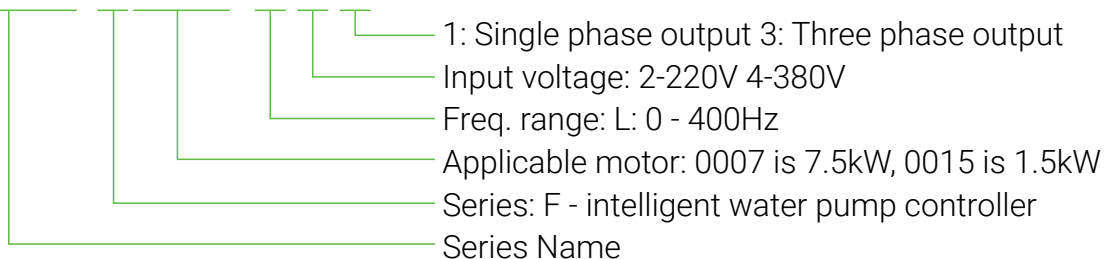 1: Single phase output 3: Three phase output
Input voltage: 2-220V 4-380V
Freq. range: L: 0 - 400Hz
Applicable motor: 0007 is 7.5kW, 0015 is 1.5kW
Series: F - intelligent water pump controller
Series Name